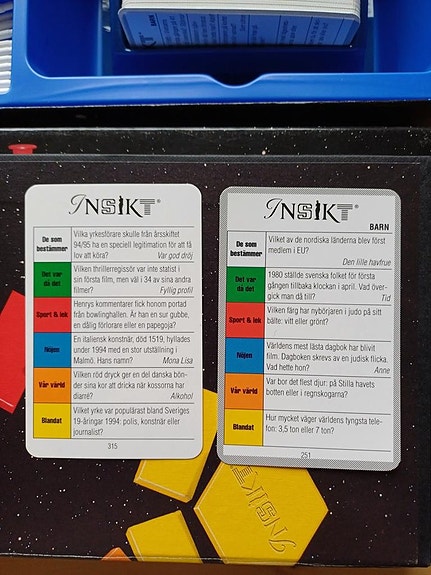 INSIKT®
De som
bestämmer
Vilka yrkesförare skulle från årsskiftet
94/95 ha en speciell legitimation för att få
lov att köra?
Var god dröj
Det var
då det
Vilken thrillerregissör var inte statist i
sin första film, men väl i 34 av sina andra
filmer?
Fyllig profil
Sport & lek
Henrys kommentarer fick honom portad
från bowlinghallen. Är han en sur gubbe, en
en dålig förlorare eller en papegoja?
Nöjen
En italiensk konstnär, död 1519, hyllades
under 1994 med en stor utställning i
Malmö. Hans namn?
Mona Lisa
Vår värld
Vilken röd dryck ger en del danska bön-
der sina kor att dricka när kossorna har
diarré?
Alkohol
Blandat
Vilket yrke var populärast bland Sveriges
19-åringar 1994: polis, konstnär eller
journalist?
315
INSIKT®
BARN
De som
bestämmer
Vilket av de nordiska länderna blev först
medlem i EU?
Den lille havfrue
Det var
då det
1980 ställde svenska folket för första
gången tillbaka klockan i april. Vad över-
gick man då till?
Tid
Sport & lek
Vilken färg har nybörjaren i judo på sitt
bälte: vitt eller grönt?
Nöjen
Världens mest lästa dagbok har blivit
film. Dagboken skrevs av en judisk flicka.
Vad hette hon?
Anne
Vår värld
Var bor det flest djur: på Stilla havets
botten eller i regnskogarna?
Blandat
Hur mycket väger världens tyngsta tele-
fon: 3,5 ton eller 7 ton?
251
INSIKT